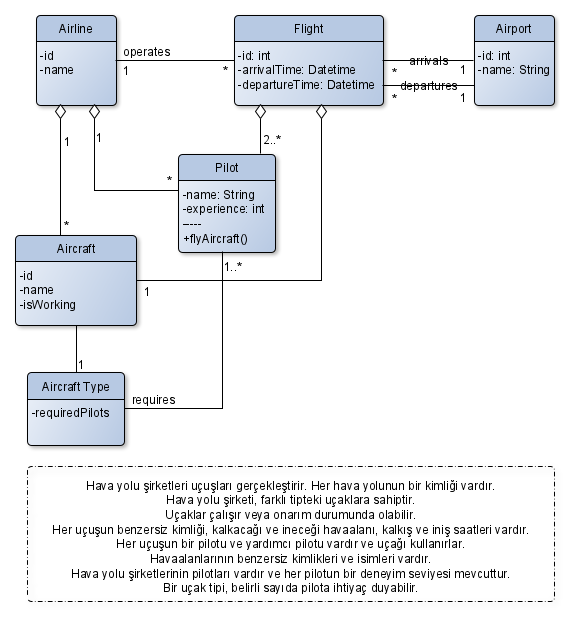 Airline
-id
-name
operates
1
*
Flight
-id: int
-arrivalTime: Datetime
-departureTime: Datetime
arrivals
*
1
departures
*
1
Airport
-id: int
-name: String
1
1
2..*
*
*
Pilot
-name: String
-experience: int
-----
+flyAircraft()
Aircraft
-id
-name
-isWorking
1
1..*
1
Aircraft Type
-requiredPilots
requires
Hava yolu şirketleri uçuşları gerçekleştirir. Her hava yolunun bir kimliği vardır.
Hava yolu şirketi, farklı tipteki uçaklara sahiptir.
Uçaklar çalışır veya onarım durumunda olabilir.
Her uçuşun benzersiz kimliği, kalkacağı ve ineceği havaalanı, kalkış ve iniş saatleri vardır.
Her uçuşun bir pilotu ve yardımcı pilotu vardır ve uçağı kullanırlar.
Havaalanlarının benzersiz kimlikleri ve isimleri vardır.
Hava yolu şirketlerinin pilotları vardır ve her pilotun bir deneyim seviyesi mevcuttur.
Bir uçak tipi, belirli sayıda pilota ihtiyaç duyabilir.